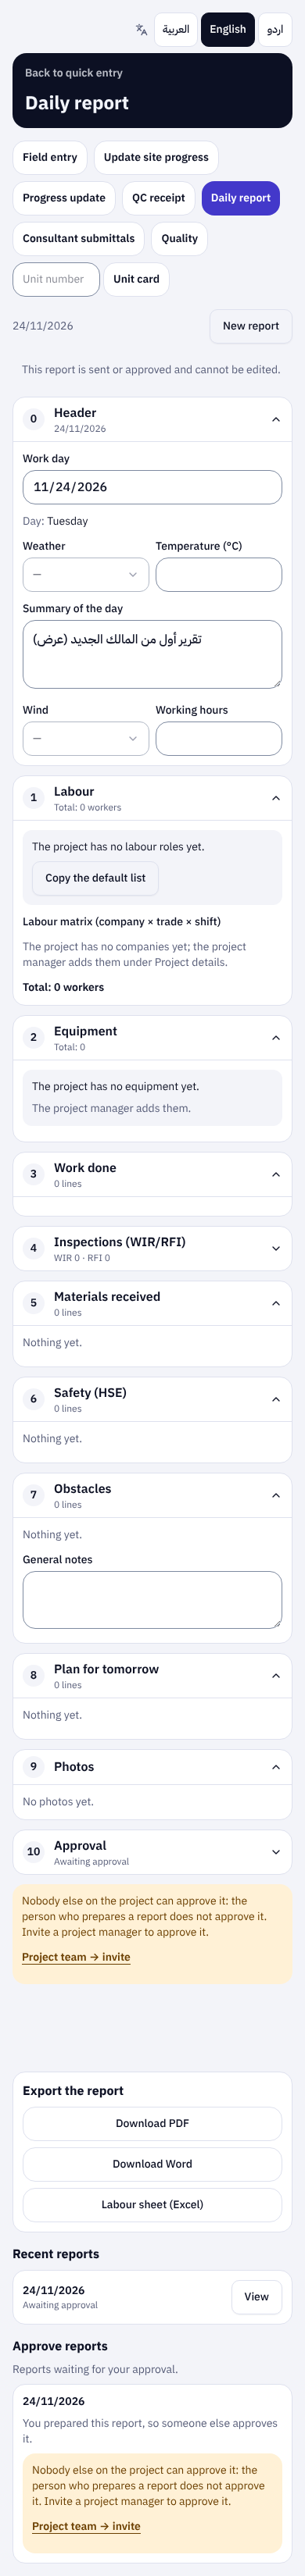 العربية
English
اردو
Back to quick entry
Daily report
Field entry
Update site progress
Progress update
QC receipt
Daily report
Consultant submittals
Quality
Unit number
Unit card
24/11/2026
New report
This report is sent or approved and cannot be edited.
0
Header
24/11/2026
Work day
11/24/2026
Day: Tuesday
Weather
Temperature (°C)
—
Summary of the day
تقرير أول من المالك الجديد (عرض)
Wind
Working hours
—
1
Labour
Total: 0 workers
The project has no labour roles yet.
Copy the default list
Labour matrix (company × trade × shift)
The project has no companies yet; the project
manager adds them under Project details.
Total: 0 workers
2
Equipment
Total: 0
The project has no equipment yet.
The project manager adds them.
3
Work done
0 lines
4
Inspections (WIR/RFI)
WIR 0 · RFI 0
5
Materials received
0 lines
Nothing yet.
6
Safety (HSE)
0 lines
Nothing yet.
7
Obstacles
0 lines
Nothing yet.
General notes
8
Plan for tomorrow
0 lines
Nothing yet.
9
Photos
No photos yet.
10
Approval
Awaiting approval
Nobody else on the project can approve it: the
person who prepares a report does not approve it.
Invite a project manager to approve it.
Project team → invite
Export the report
Download PDF
Download Word
Labour sheet (Excel)
Recent reports
24/11/2026
Awaiting approval
View
Approve reports
Reports waiting for your approval.
24/11/2026
You prepared this report, so someone else approves
it.
Nobody else on the project can approve it: the
person who prepares a report does not approve
it. Invite a project manager to approve it.
Project team → invite